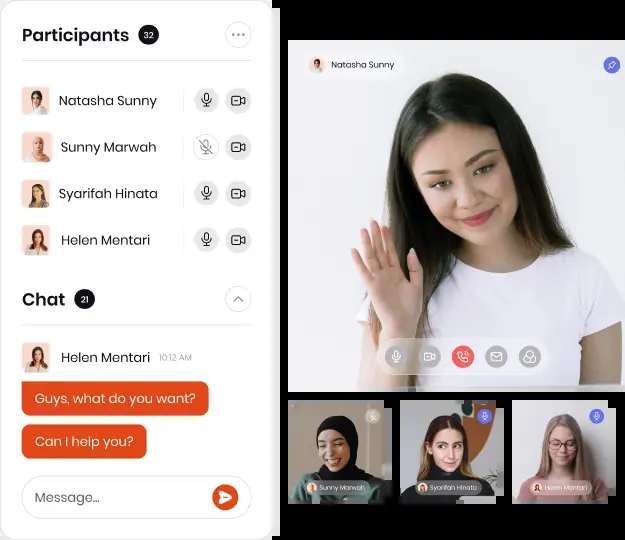 Participants 32
Natasha Sunny
Sunny Marwah
Syarifah Hinata
Helen Mentari
Chat 21
Helen Mentari 10:12 AM
Guys, what do you want?
Can I help you?
Message...
Natasha Sunny
Sunny Marwah
Syarifah Hinata
Helen Mentari